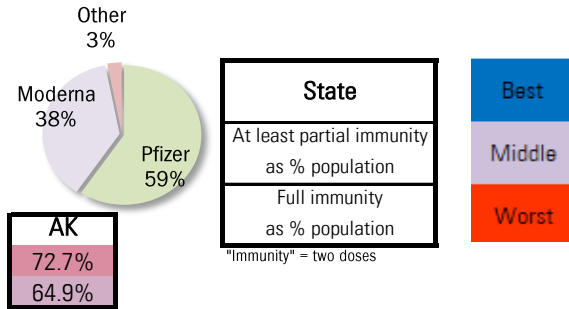 Other
3%
Moderna
38%
Pfizer
59%
State
At least partial immunity
as % population
Full immunity
as % population
"Immunity" = two doses
Best
Middle
Worst
AK
72.7%
64.9%